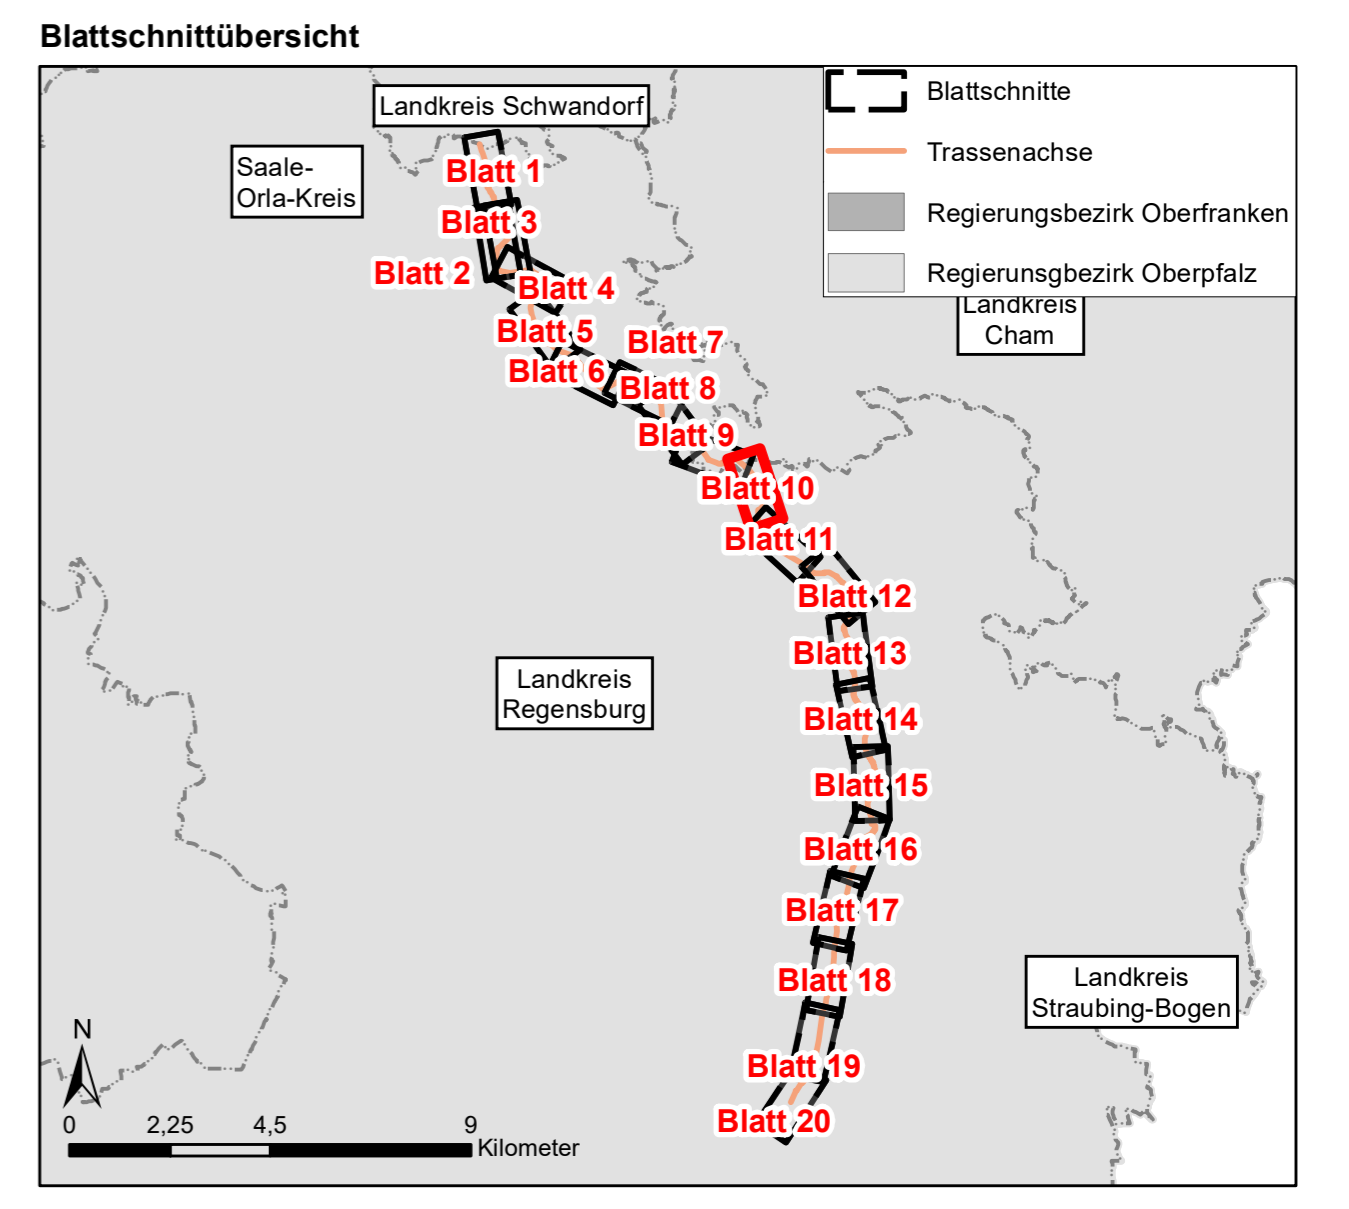 Blattschnittübersicht
Landkreis Schwandorf
Saale-
Orla-Kreis
Blattschnitte
Trassenachse
Regierungsbezirk Oberfranken
Regierunsgbezirk Oberpfalz
Landkreis
Cham
Blatt 1
Blatt 3
Blatt 2
Blatt 4
Blatt 5
Blatt 7
Blatt 6
Blatt 8
Blatt 9
Blatt 10
Blatt 11
Blatt 12
Blatt 13
Landkreis
Regensburg
Blatt 14
Blatt 15
Blatt 16
Blatt 17
Blatt 18
Landkreis
Straubing-Bogen
Blatt 19
Blatt 20
N
0 2,25 4,5 9
Kilometer